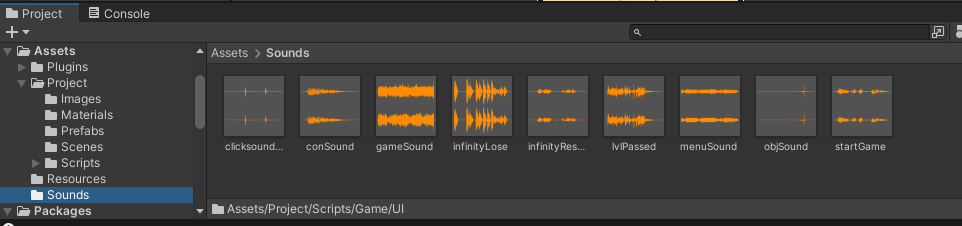 Project Console
Assets
Plugins
Project
Images
Materials
Prefabs
Scenes
Scripts
Resources
Sounds
Packages
Assets > Sounds
clicksound... conSound gameSound infinityLose infinityRes... lvlPassed menuSound objSound startGame
Assets/Project/Scripts/Game/UI